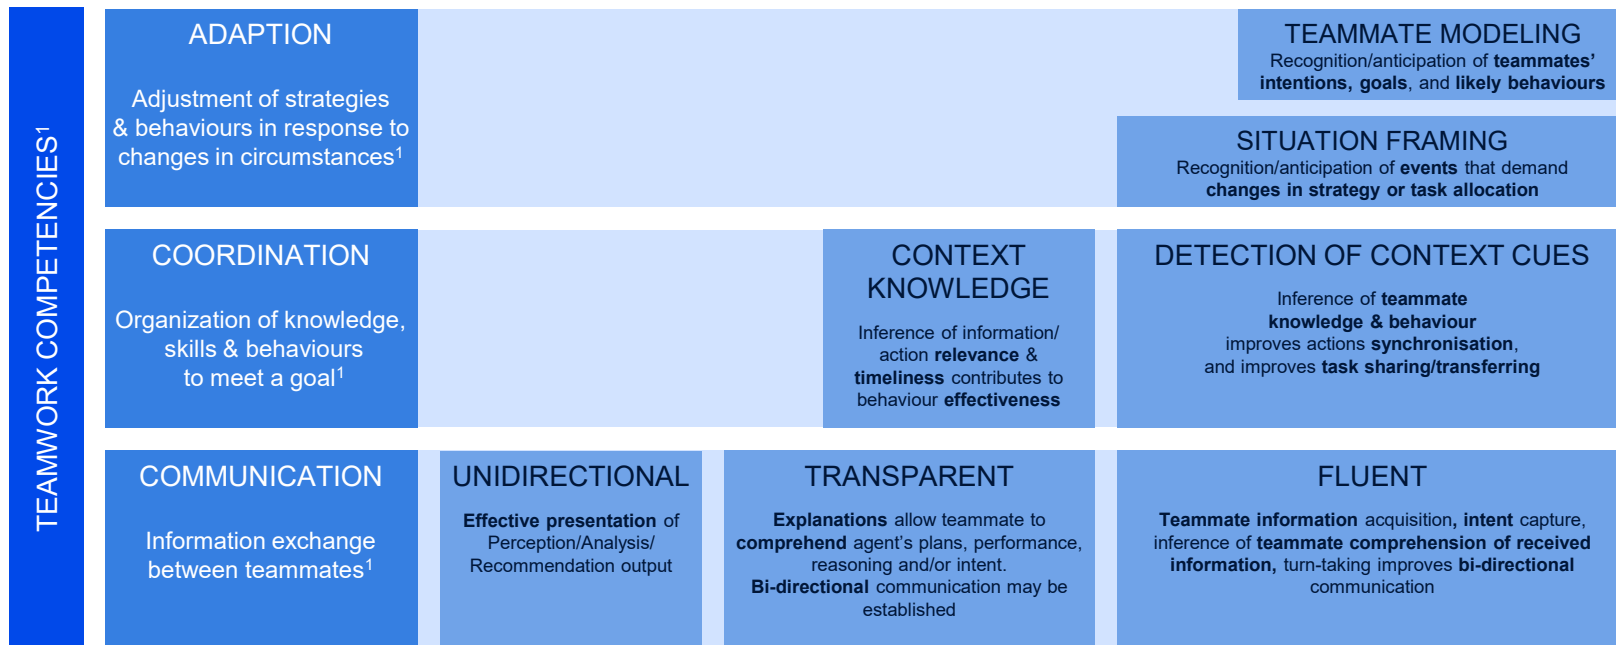 TEAMWORK COMPETENCIES¹
ADAPTION
Adjustment of strategies
& behaviours in response to
changes in circumstances¹
TEAMMATE MODELING
Recognition/anticipation of teammates’
intentions, goals, and likely behaviours
SITUATION FRAMING
Recognition/anticipation of events that demand
changes in strategy or task allocation
COORDINATION
Organization of knowledge,
skills & behaviours
to meet a goal¹
CONTEXT
KNOWLEDGE
Inference of information/
action relevance &
timeliness contributes to
behaviour effectiveness
DETECTION OF CONTEXT CUES
Inference of teammate
knowledge & behaviour
improves actions synchronisation,
and improves task sharing/transferring
COMMUNICATION
Information exchange
between teammates¹
UNIDIRECTIONAL
Effective presentation of
Perception/Analysis/
Recommendation output
TRANSPARENT
Explanations allow teammate to
comprehend agent’s plans, performance,
reasoning and/or intent.
Bi-directional communication may be
established
FLUENT
Teammate information acquisition, intent capture,
inference of teammate comprehension of received
information, turn-taking improves bi-directional
communication